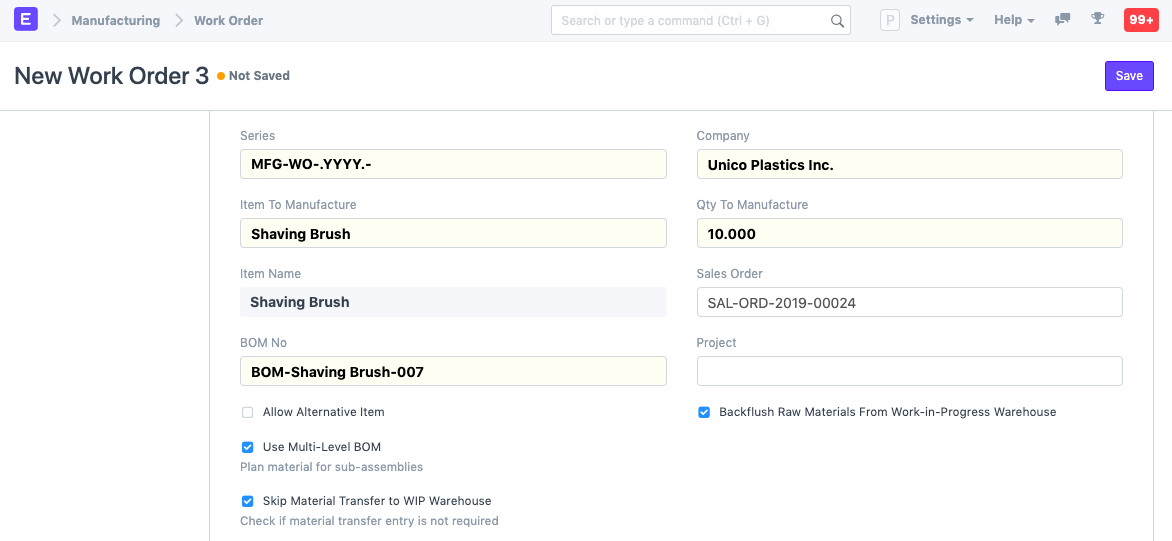 E Manufacturing Work Order Search or type a command (Ctrl + G) P Settings Help 99+
New Work Order 3 Not Saved Save
Series
MFG-WO-.YYYY.-
Company
Unico Plastics Inc.
Item To Manufacture
Shaving Brush
Qty To Manufacture
10.000
Item Name
Shaving Brush
Sales Order
SAL-ORD-2019-00024
BOM No
BOM-Shaving Brush-007
Project
Allow Alternative Item
Backflush Raw Materials From Work-in-Progress Warehouse
Use Multi-Level BOM
Plan material for sub-assemblies
Skip Material Transfer to WIP Warehouse
Check if material transfer entry is not required